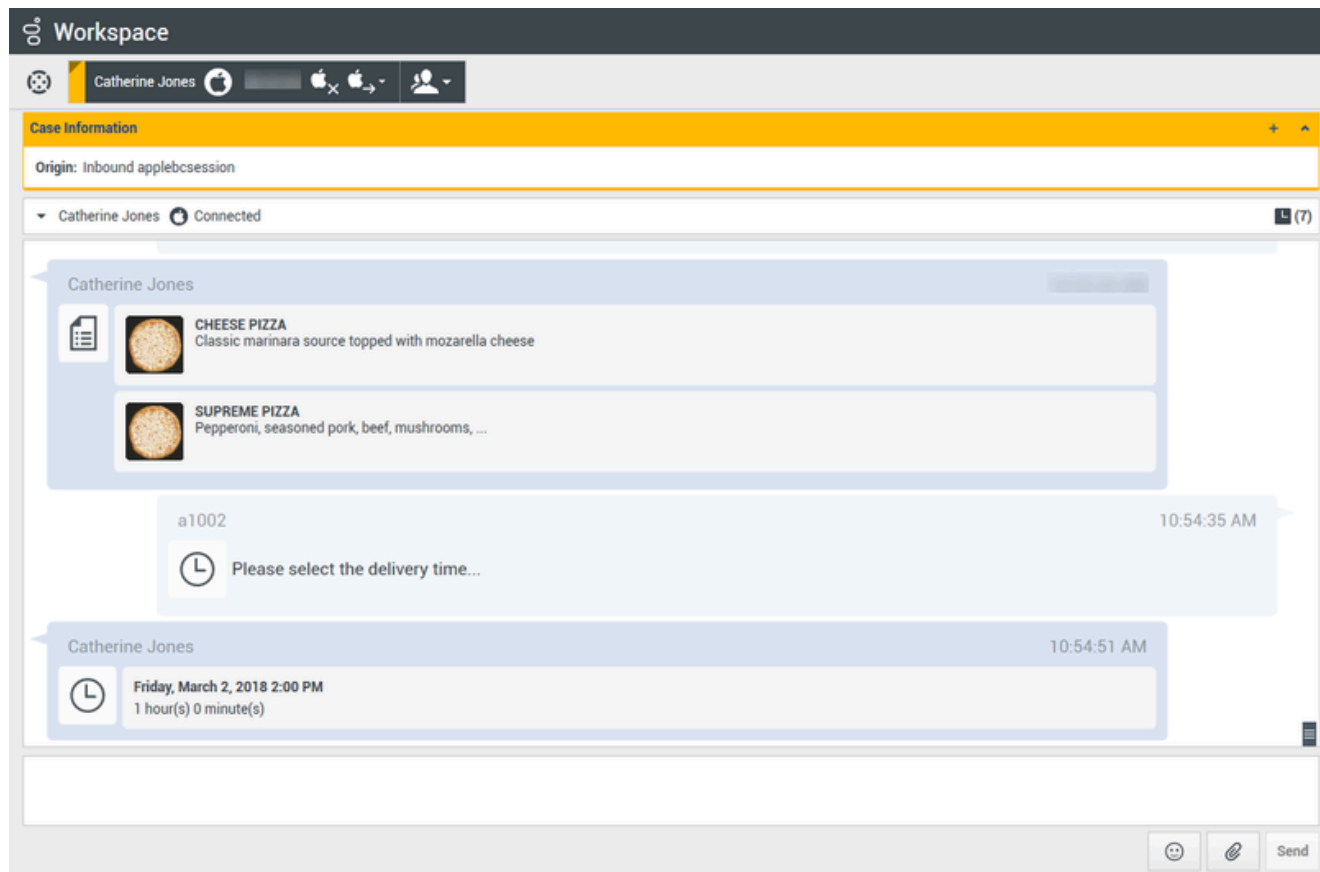 Workspace
Catherine Jones
Case Information
Origin: Inbound applebcsession
Catherine Jones Connected (7)
Catherine Jones
CHEESE PIZZA
Classic marinara source topped with mozarella cheese
SUPREME PIZZA
Pepperoni, seasoned pork, beef, mushrooms, ...
a1002 10:54:35 AM
Please select the delivery time...
Catherine Jones 10:54:51 AM
Friday, March 2, 2018 2:00 PM
1 hour(s) 0 minute(s)
Send